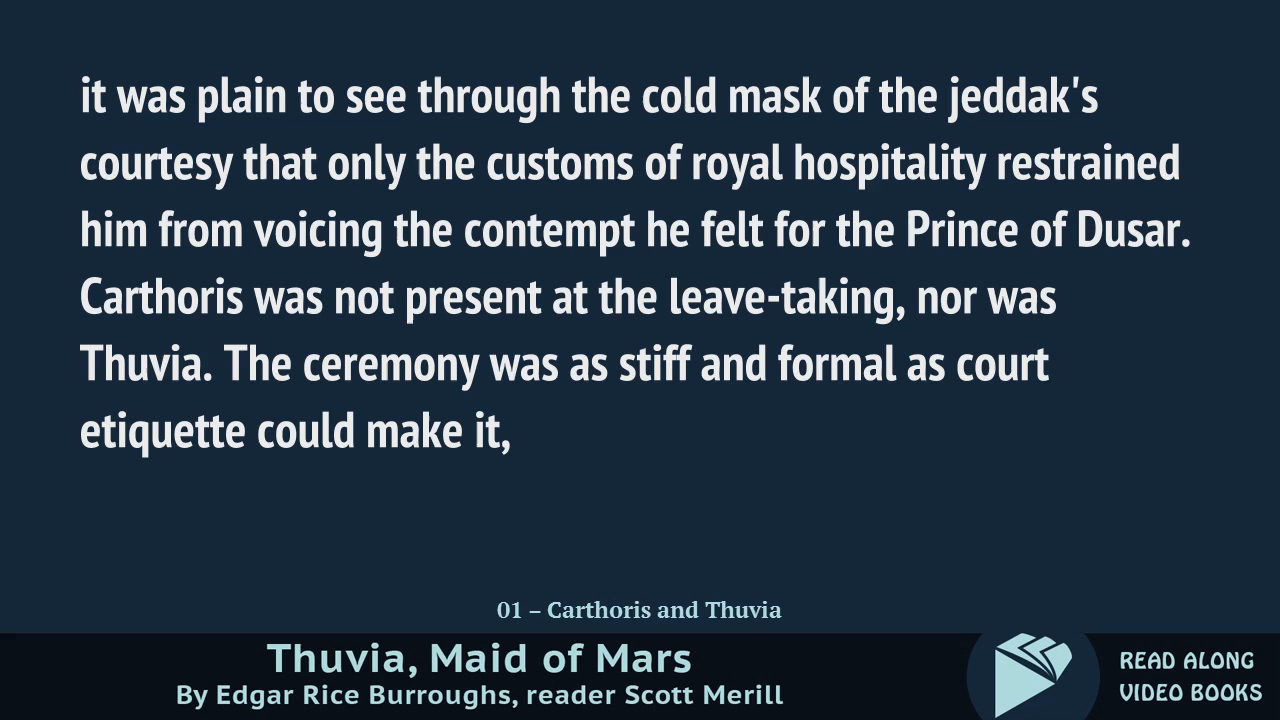 it was plain to see through the cold mask of the jeddak's
courtesy that only the customs of royal hospitality restrained
him from voicing the contempt he felt for the Prince of Dusar.
Carthoris was not present at the leave-taking, nor was
Thuvia. The ceremony was as stiff and formal as court
etiquette could make it,
01 – Carthoris and Thuvia
Thuvia, Maid of Mars
By Edgar Rice Burroughs, reader Scott Merill
READ ALONG
VIDEO BOOKS